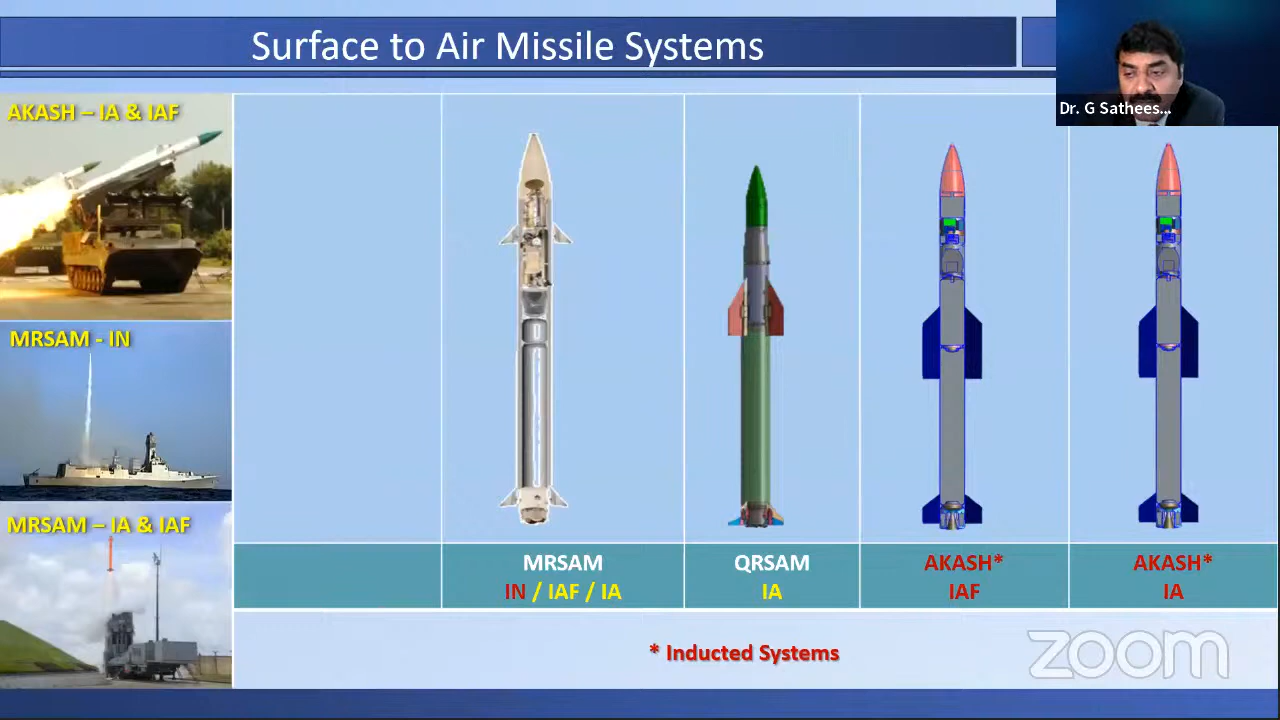 Surface to Air Missile Systems
Dr. G Sathees...
AKASH – IA & IAF
MRSAM - IN
MRSAM – IA & IAF
MRSAM
IN / IAF / IA
QRSAM
IA
AKASH*
IAF
AKASH*
IA
* Inducted Systems
zoom